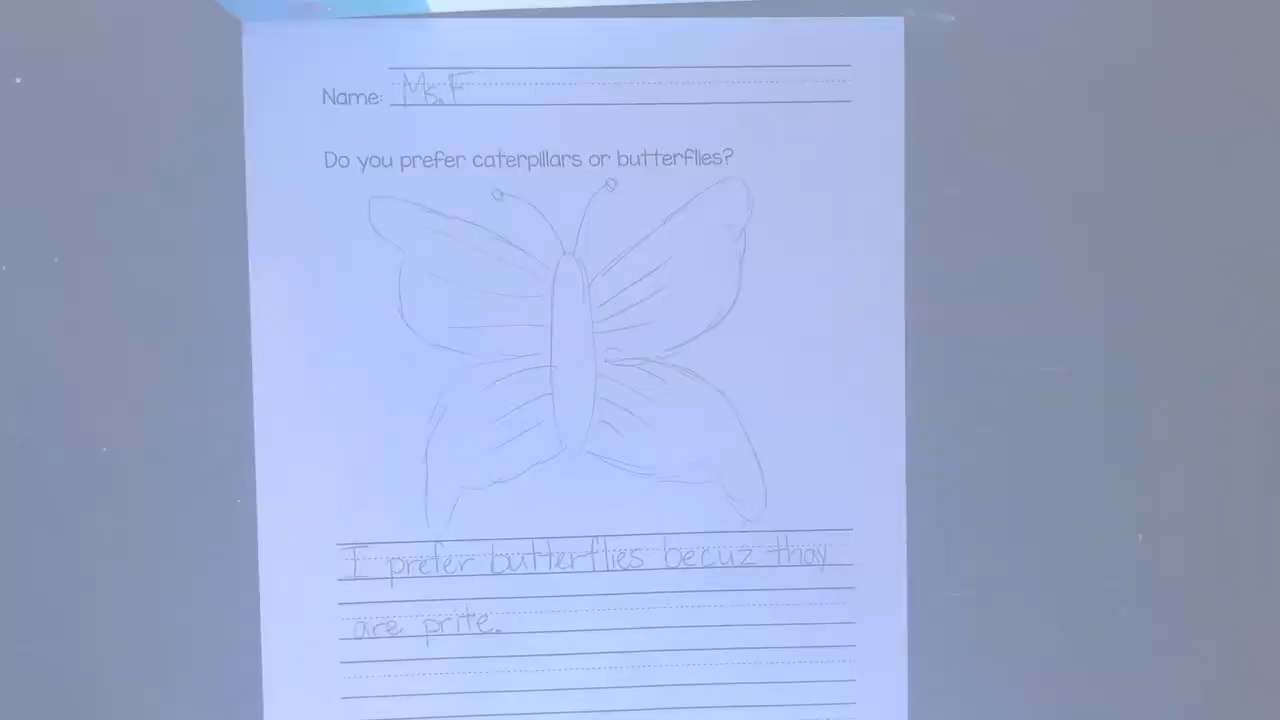 Name: Ms. F
Do you prefer caterpillars or butterflies?
I prefer butterflies becuz thay
are prite.